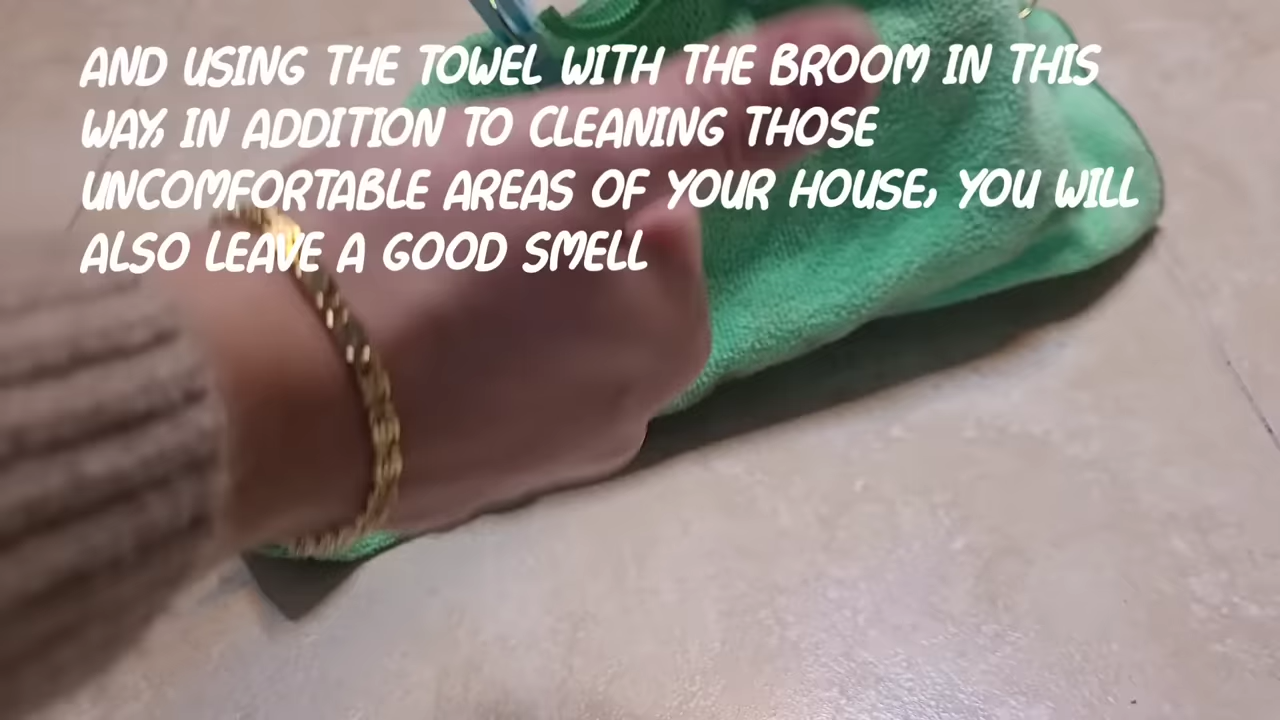 AND USING THE TOWEL WITH THE BROOM IN THIS
WAY, IN ADDITION TO CLEANING THOSE
UNCOMFORTABLE AREAS OF YOUR HOUSE, YOU WILL
ALSO LEAVE A GOOD SMELL